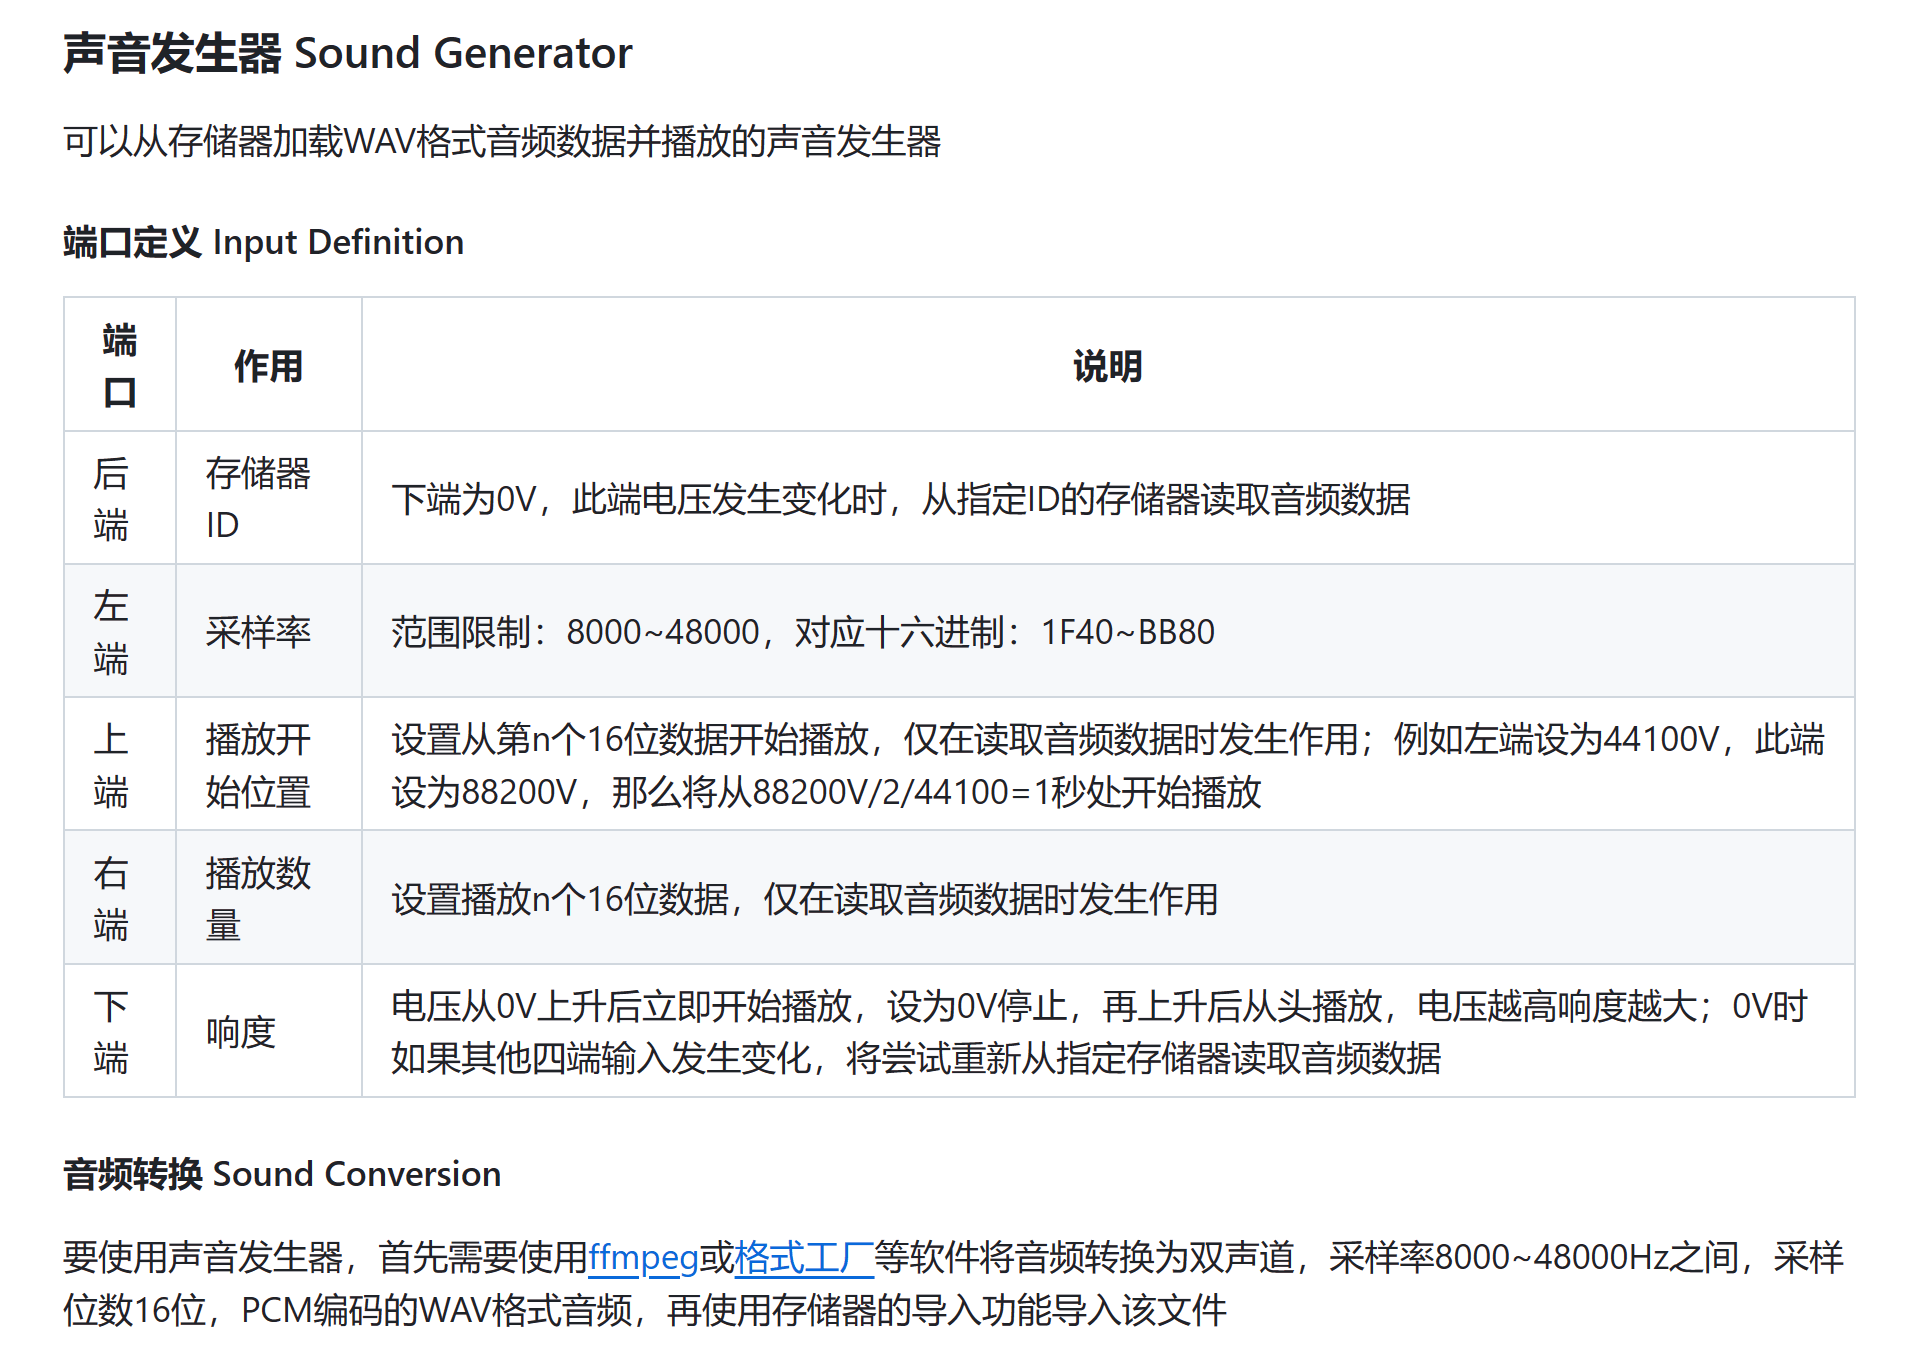 声音发生器 Sound Generator
可以从存储器加载WAV格式音频数据并播放的声音发生器
端口定义 Input Definition
端
口
作用
说明
后
端
存储器
ID
下端为0V，此端电压发生变化时，从指定ID的存储器读取音频数据
左
端
采样率
范围限制：8000~48000，对应十六进制：1F40~BB80
上
端
播放开
始位置
设置从第n个16位数据开始播放，仅在读取音频数据时发生作用；例如左端设为44100V，此端
设为88200V，那么将从88200V/2/44100=1秒处开始播放
右
端
播放数
量
设置播放n个16位数据，仅在读取音频数据时发生作用
下
端
响度
电压从0V上升后立即开始播放，设为0V停止，再上升后从头播放，电压越高响度越大；0V时
如果其他四端输入发生变化，将尝试重新从指定存储器读取音频数据
音频转换 Sound Conversion
要使用声音发生器，首先需要使用ffmpeg或格式工厂等软件将音频转换为双声道，采样率8000~48000Hz之间，采样
位数16位，PCM编码的WAV格式音频，再使用存储器的导入功能导入该文件